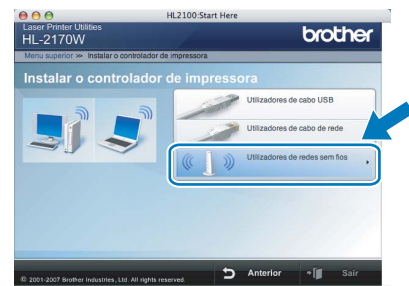 HL2100:Start Here
Laser Printer Utilities
HL-2170W
brother
Menu superior >> Instalar o controlador de impressora
Instalar o controlador de impressora
Utilizadores de cabo USB
Utilizadores de cabo de rede
Utilizadores de redes sem fios
© 2001-2007 Brother Industries, Ltd. All rights reserved.
Anterior
Sair